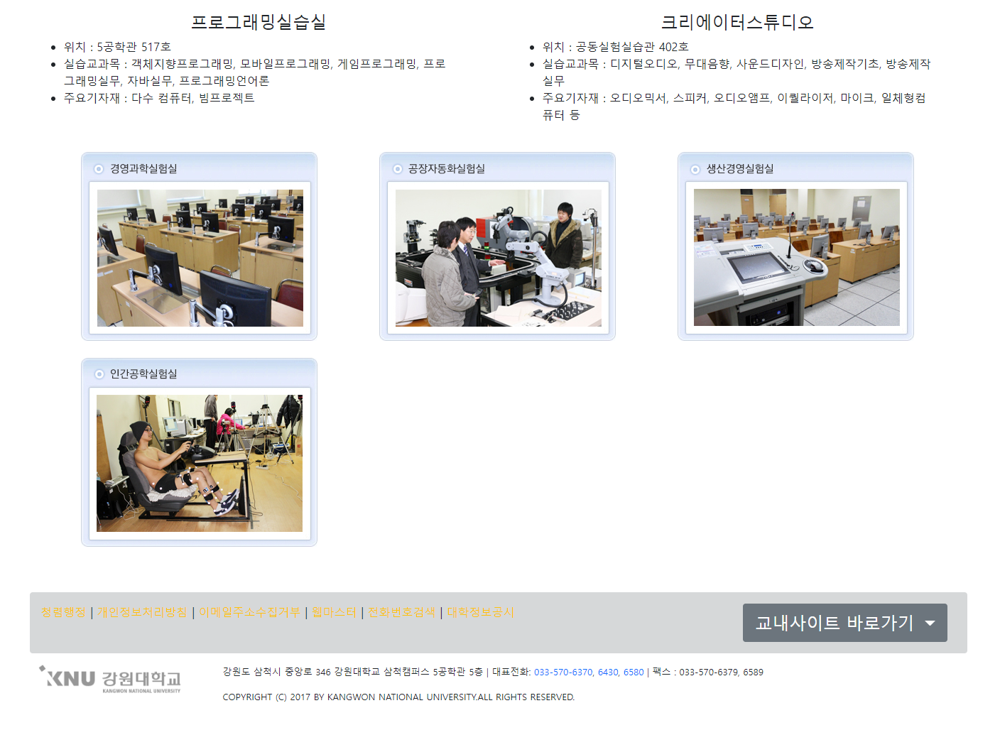 프로그래밍실습실
위치 : 5공학관 517호
실습교과목 : 객체지향프로그래밍, 모바일프로그래밍, 게임프로그래밍, 프로
그래밍실무, 자바실무, 프로그래밍언어론
주요기자재 : 다수 컴퓨터, 빔프로젝트
크리에이터스튜디오
위치 : 공동실험실습관 402호
실습교과목 : 디지털오디오, 무대음향, 사운드디자인, 방송제작기초, 방송제작
실무
주요기자재 : 오디오믹서, 스피커, 오디오앰프, 이퀄라이저, 마이크, 일체형컴
퓨터 등
경영과학실험실
공장자동화실험실
생산경영실험실
인간공학실험실
청렴행정 | 개인정보처리방침 | 이메일주소수집거부 | 웹마스터 | 전화번호검색 | 대학정보공시
교내사이트 바로가기
KNU 강원대학교
KANGWON NATIONAL UNIVERSITY
강원도 삼척시 중앙로 346 강원대학교 삼척캠퍼스 5공학관 5층 | 대표전화: 033-570-6370, 6430, 6580 | 팩스 : 033-570-6379, 6589
COPYRIGHT (C) 2017 BY KANGWON NATIONAL UNIVERSITY.ALL RIGHTS RESERVED.